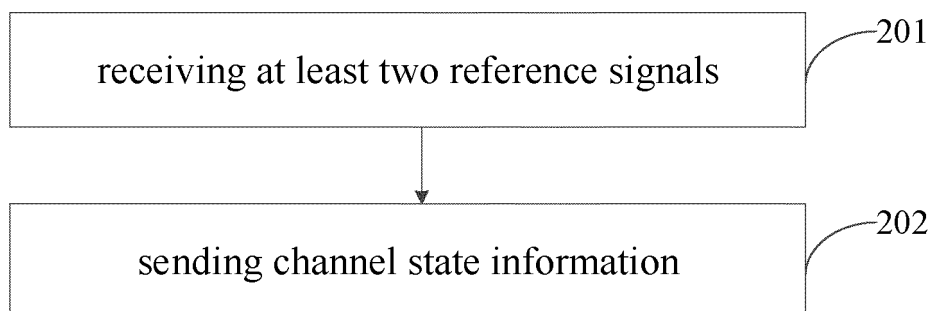 201
receiving at least two reference signals
202
sending channel state information